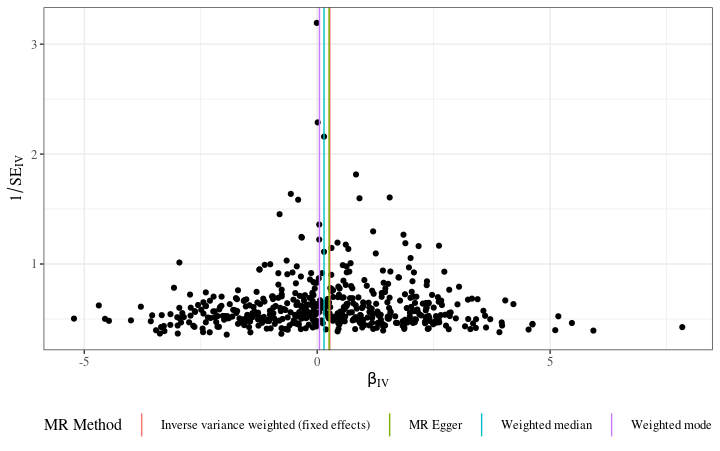 3
2
1
1/SE_IV
-5
0
5
β_IV
MR Method Inverse variance weighted (fixed effects) MR Egger Weighted median Weighted mode